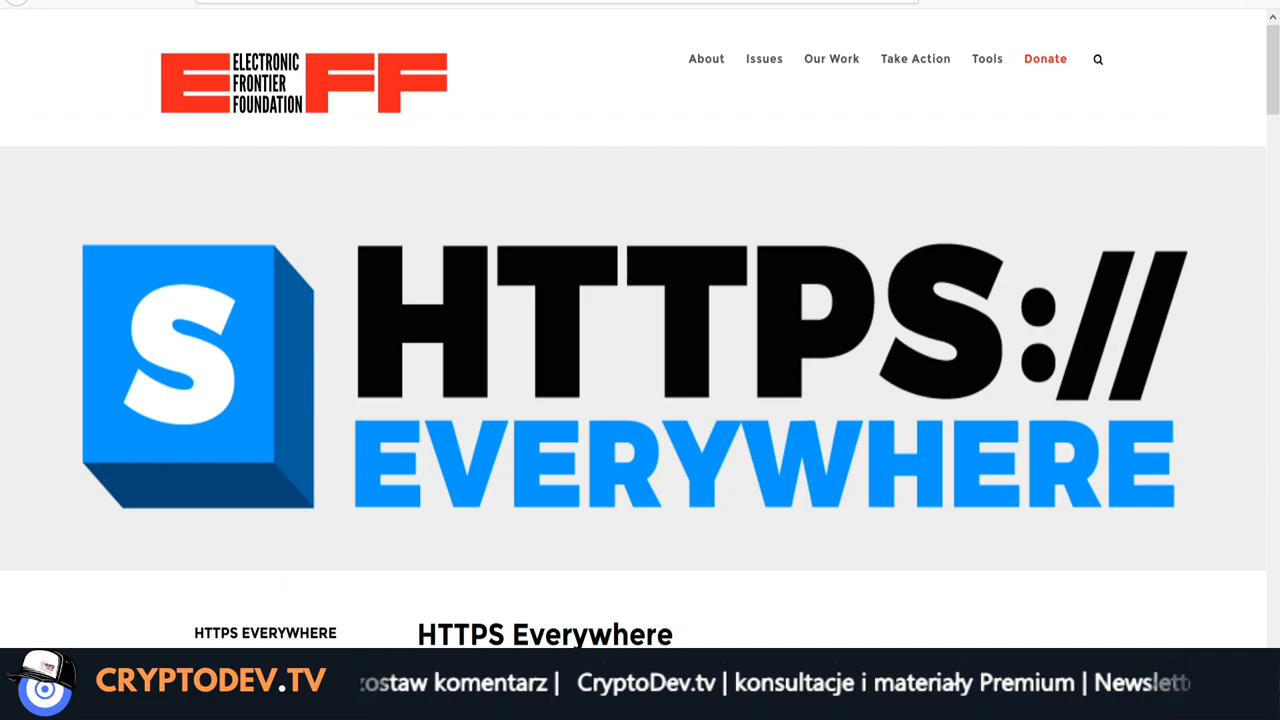 ELECTRONIC
FRONTIER
FOUNDATION
EFF
About Issues Our Work Take Action Tools Donate
S
HTTPS://
EVERYWHERE
HTTPS EVERYWHERE
HTTPS Everywhere
CRYPTODEV.TV
komentarz | CryptoDev.tv | konsultacje i materiały Premium |